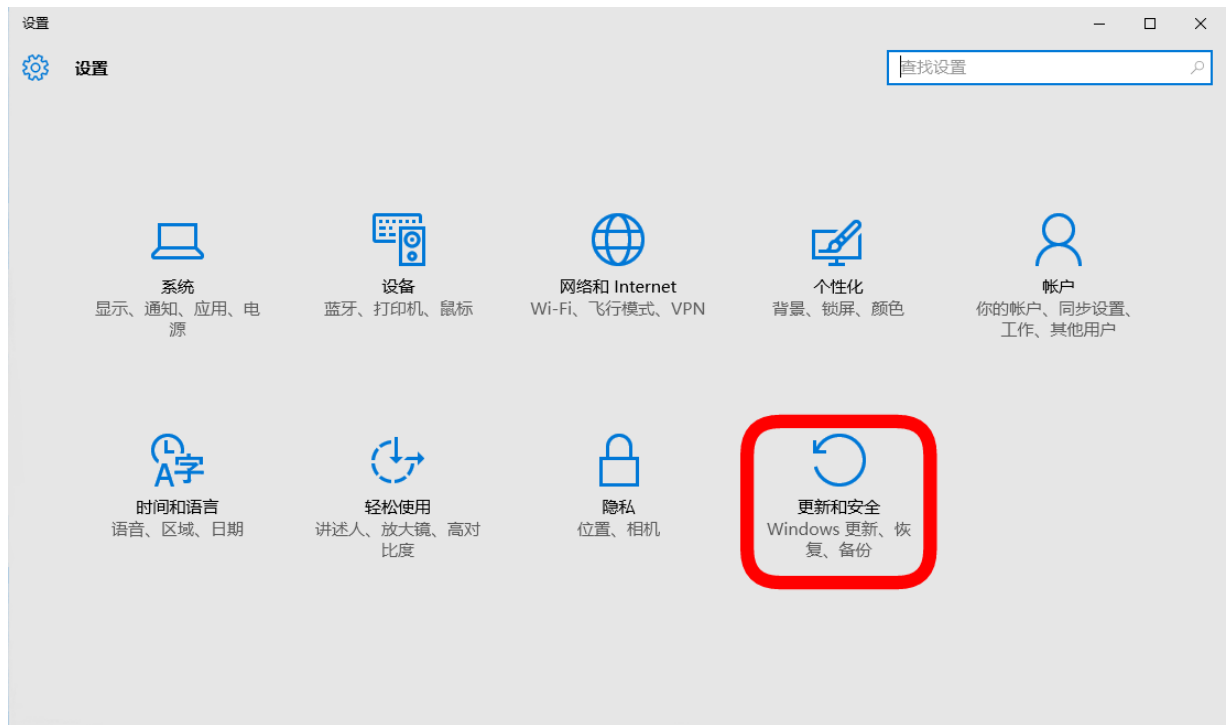 设置
设置
查找设置
系统
显示、通知、应用、电
源
设备
蓝牙、打印机、鼠标
网络和 Internet
Wi-Fi、飞行模式、VPN
个性化
背景、锁屏、颜色
帐户
你的帐户、同步设置、
工作、其他用户
时间和语言
语音、区域、日期
轻松使用
讲述人、放大镜、高对
比度
隐私
位置、相机
更新和安全
Windows 更新、恢
复、备份